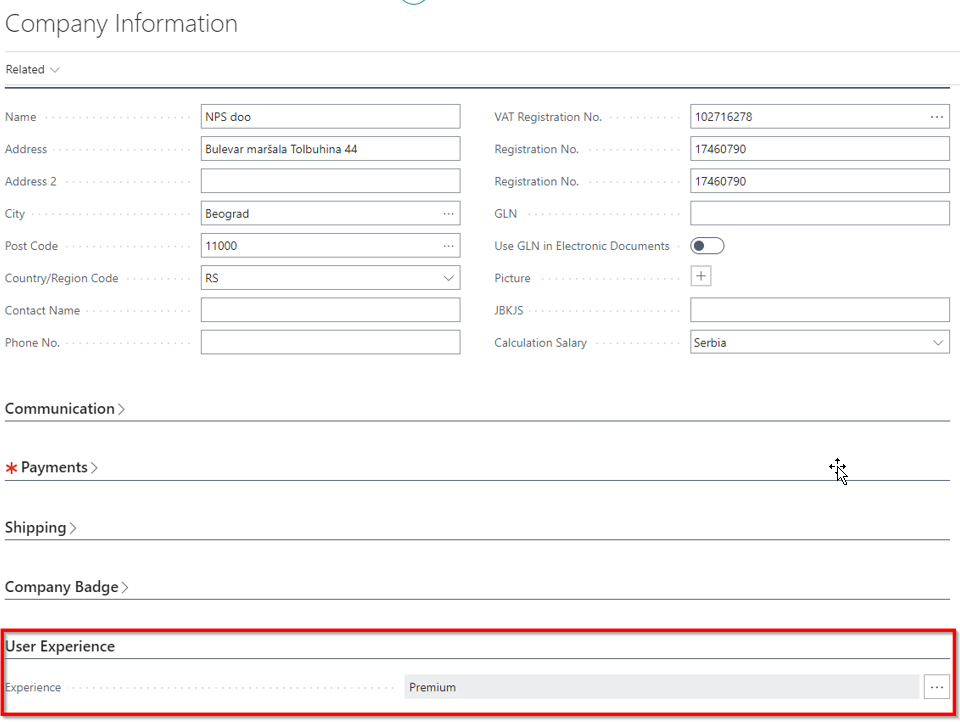 Company Information
Related
Name NPS doo
Address Bulevar maršala Tolbuhina 44
Address 2
City Beograd
Post Code 11000
Country/Region Code RS
Contact Name
Phone No.
VAT Registration No. 102716278
Registration No. 17460790
Registration No. 17460790
GLN
Use GLN in Electronic Documents
Picture
JBKJS
Calculation Salary Serbia
Communication
* Payments
Shipping
Company Badge
User Experience
Experience Premium